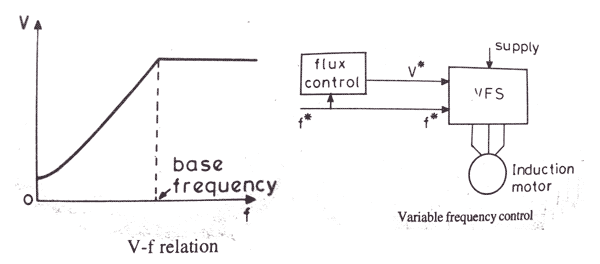 V
O
base
frequency
f
V-f relation
flux
control
V*
f*
f*
supply
VFS
Induction
motor
Variable frequency control